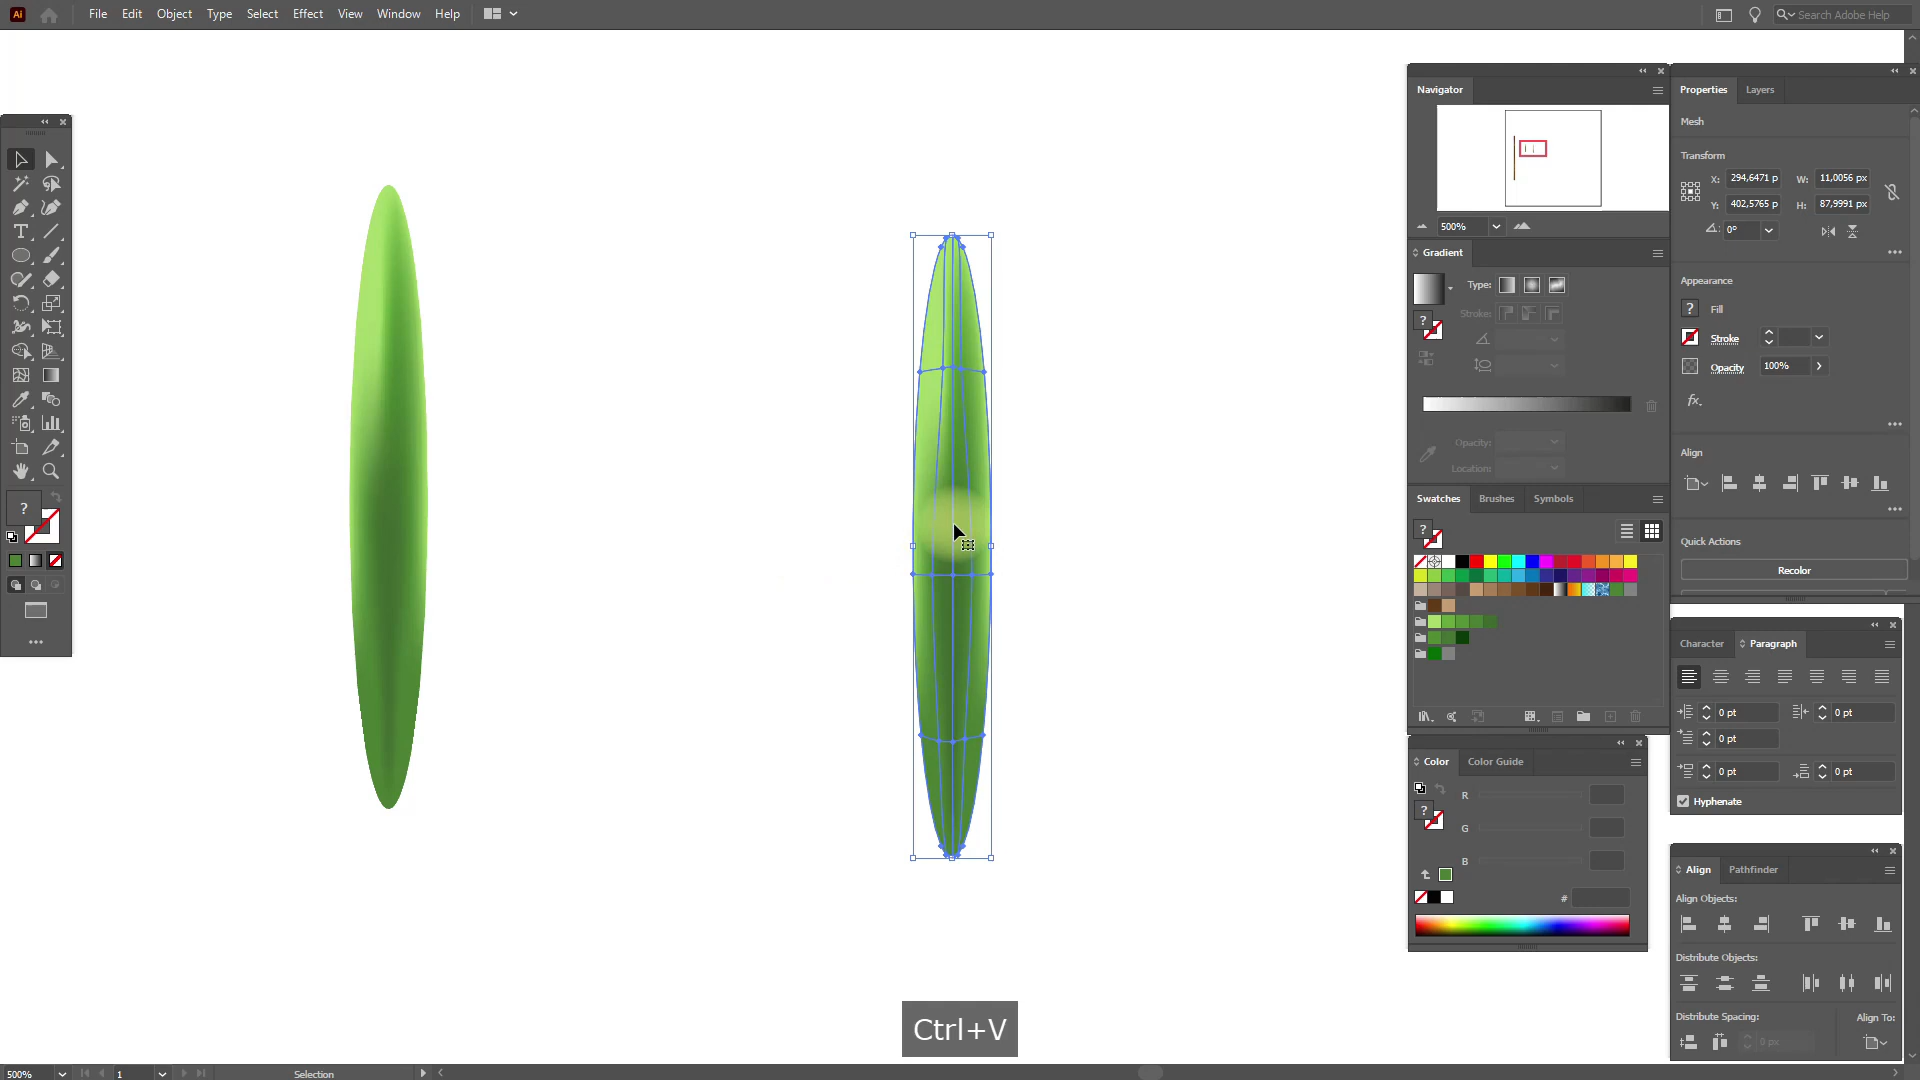 Ai File Edit Object Type Select Effect View Window Help Search Adobe Help
Navigator
500%
Gradient
Type:
Stroke:
Opacity:
Location:
Swatches Brushes Symbols
Color Color Guide
R
G
B
#
Properties Layers
Mesh
Transform
X: 294,6471 p W: 11,0056 px
Y: 402,5765 p H: 87,9991 px
0°
Appearance
? Fill
Stroke
Opacity 100%
fx.
Align
Quick Actions
Recolor
Character Paragraph
0 pt 0 pt
0 pt
0 pt 0 pt
Hyphenate
Align Pathfinder
Align Objects:
Distribute Objects:
Distribute Spacing: Align To:
0 px
Ctrl+V
500% 1 Selection